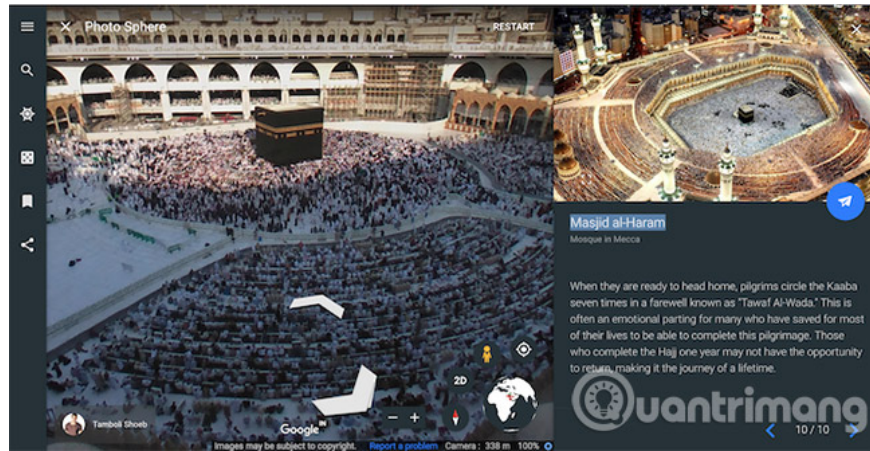 Photo Sphere
RESTART
Masjid al-Haram
Mosque in Mecca
When they are ready to head home, pilgrims circle the Kaaba
seven times in a farewell known as "Tawaf Al-Wada." This is
often an emotional parting for many who have saved for most
of their lives to be able to complete this pilgrimage. Those
who complete the Hajj one year may not have the opportunity
to return, making it the journey of a lifetime.
2D
Tamboli Shoeb
Google
IN
Images may be subject to copyright. Report a problem Camera : 338 m 100%
Quantrimang
10 / 10